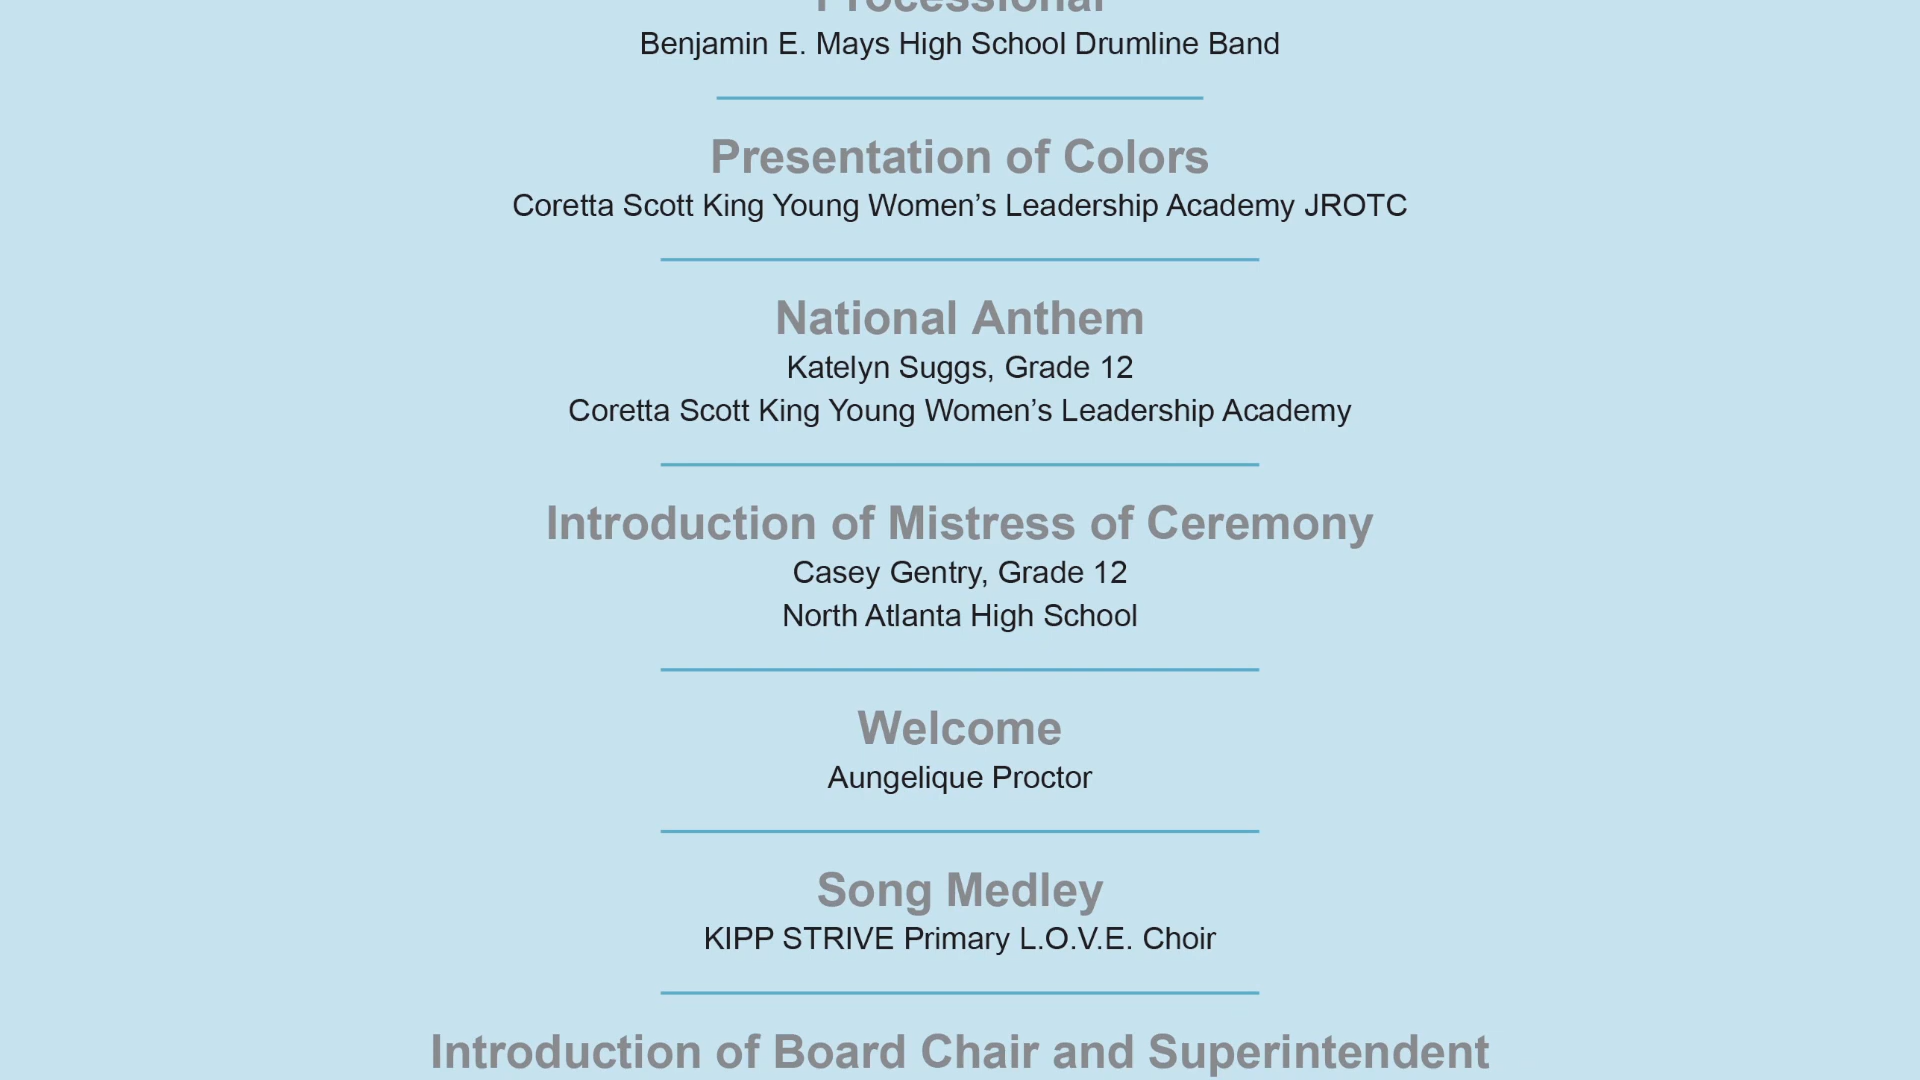 Processional
Benjamin E. Mays High School Drumline Band
Presentation of Colors
Coretta Scott King Young Women’s Leadership Academy JROTC
National Anthem
Katelyn Suggs, Grade 12
Coretta Scott King Young Women’s Leadership Academy
Introduction of Mistress of Ceremony
Casey Gentry, Grade 12
North Atlanta High School
Welcome
Aungelique Proctor
Song Medley
KIPP STRIVE Primary L.O.V.E. Choir
Introduction of Board Chair and Superintendent